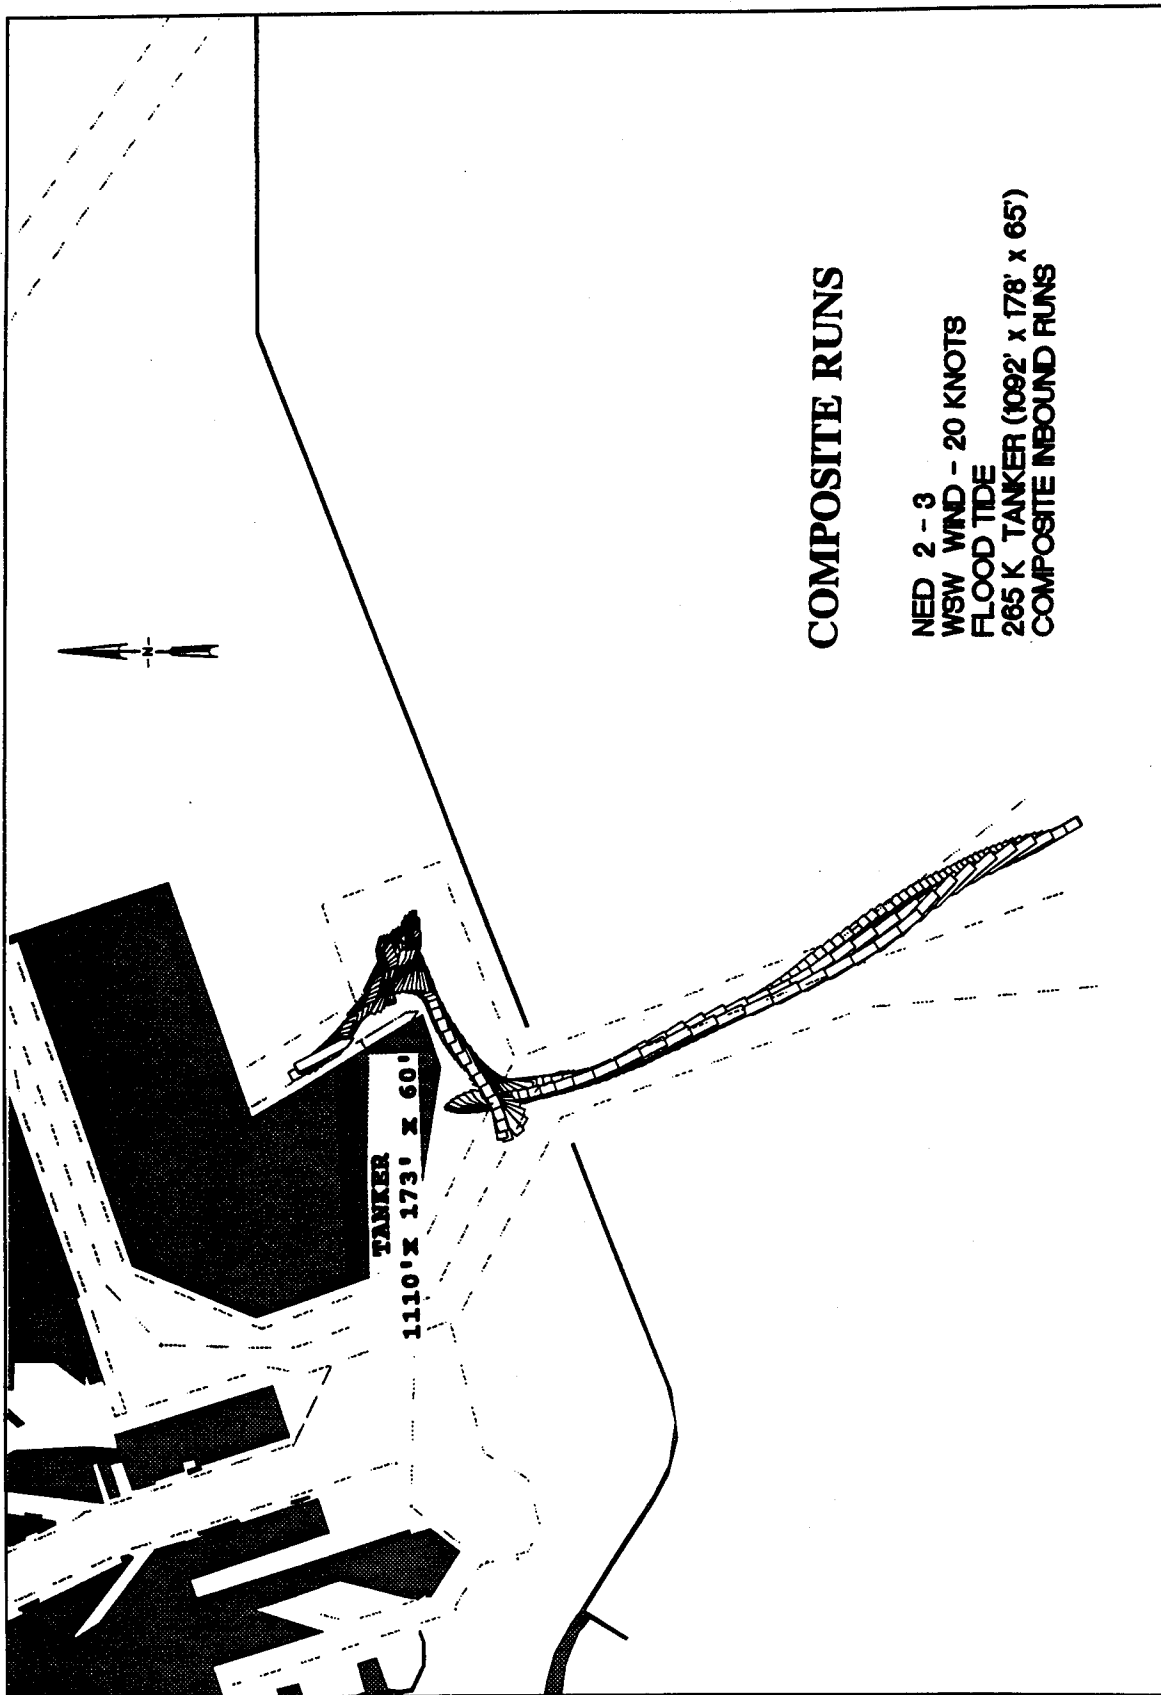 N
TANKER
1110'X 173' X 60'
COMPOSITE RUNS
NED 2 - 3
WSW WIND - 20 KNOTS
FLOOD TIDE
265 K TANKER (1092' x 178' x 65')
COMPOSITE INBOUND RUNS